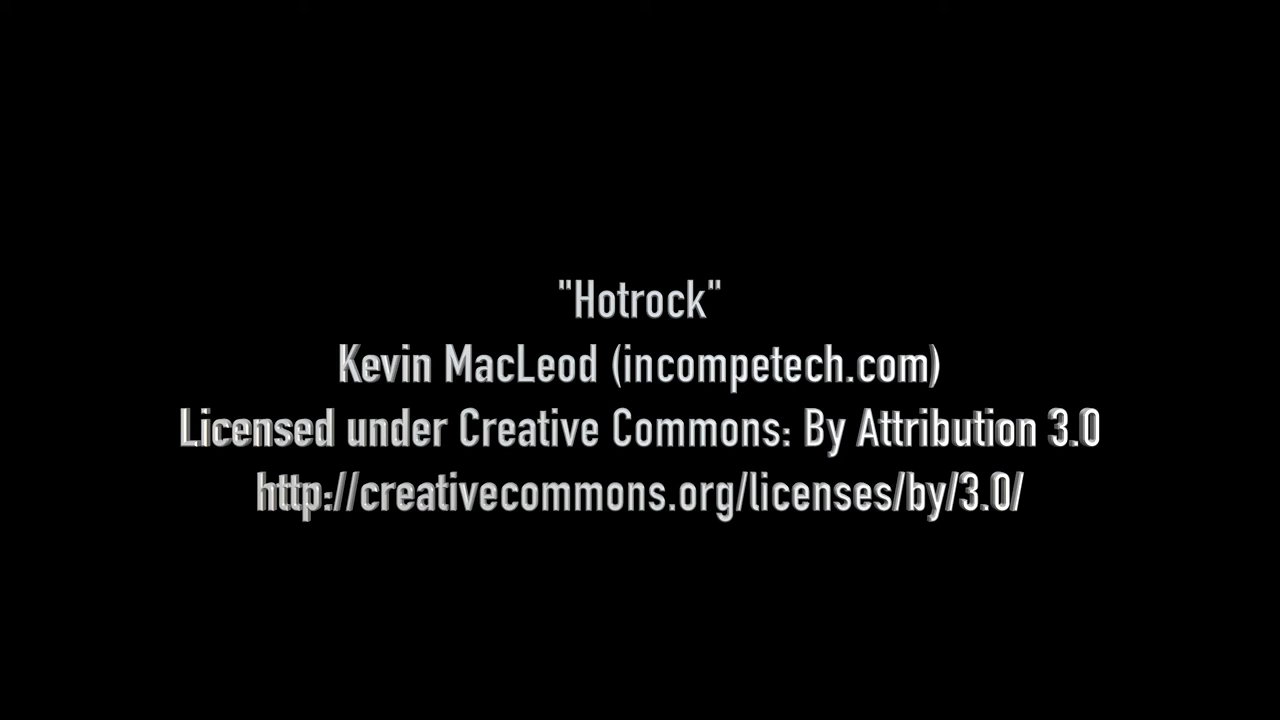 "Hotrock"
Kevin MacLeod (incompetech.com)
Licensed under Creative Commons: By Attribution 3.0
http://creativecommons.org/licenses/by/3.0/